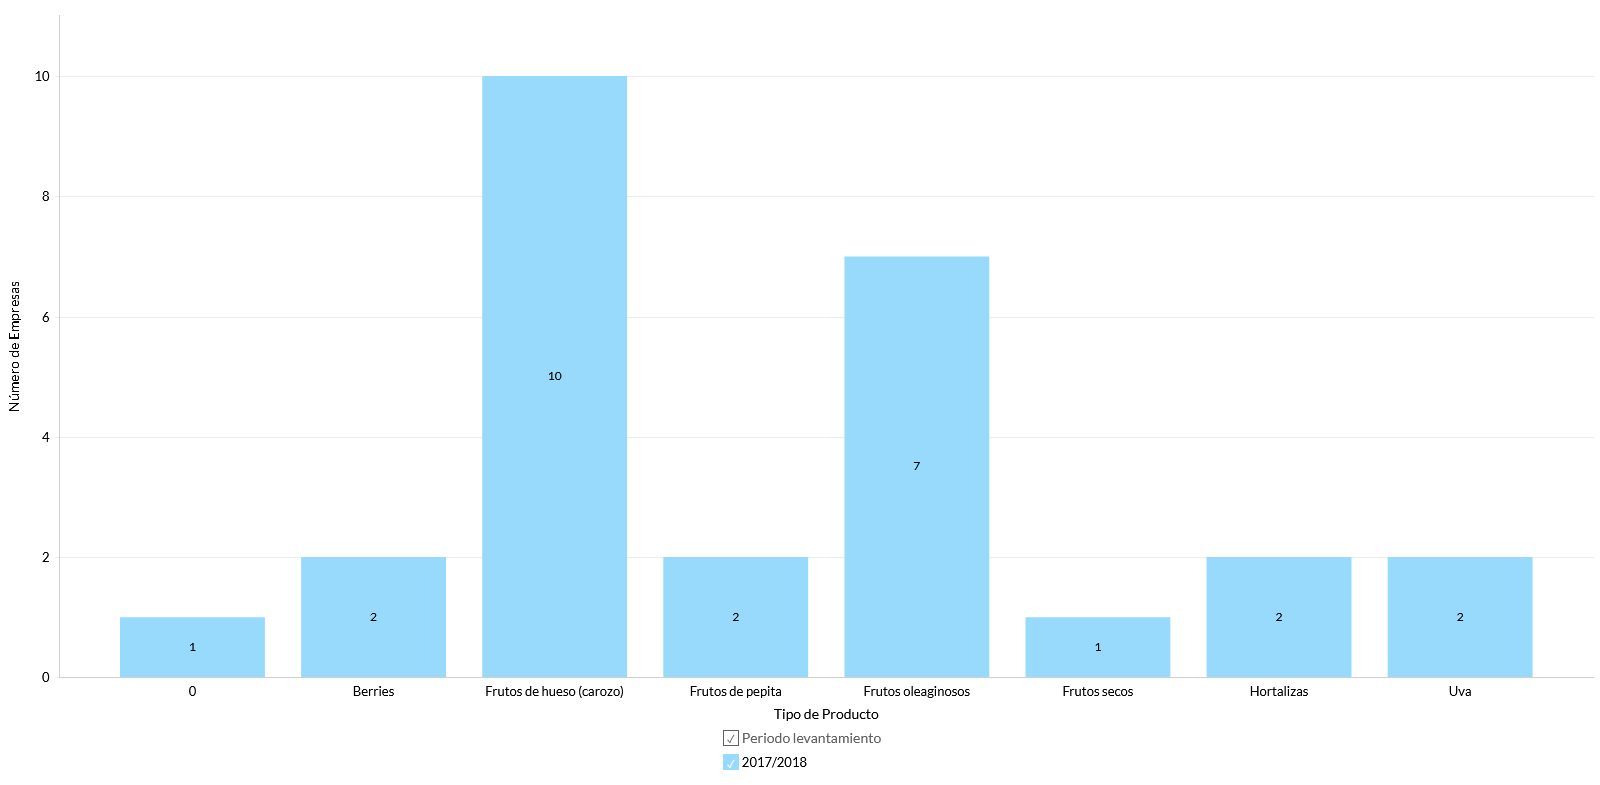 10
8
6
4
2
0
Número de Empresas
1
2
10
2
7
1
2
2
0
Berries
Frutos de hueso (carozo)
Frutos de pepita
Frutos oleaginosos
Frutos secos
Hortalizas
Uva
Tipo de Producto
Periodo levantamiento
2017/2018